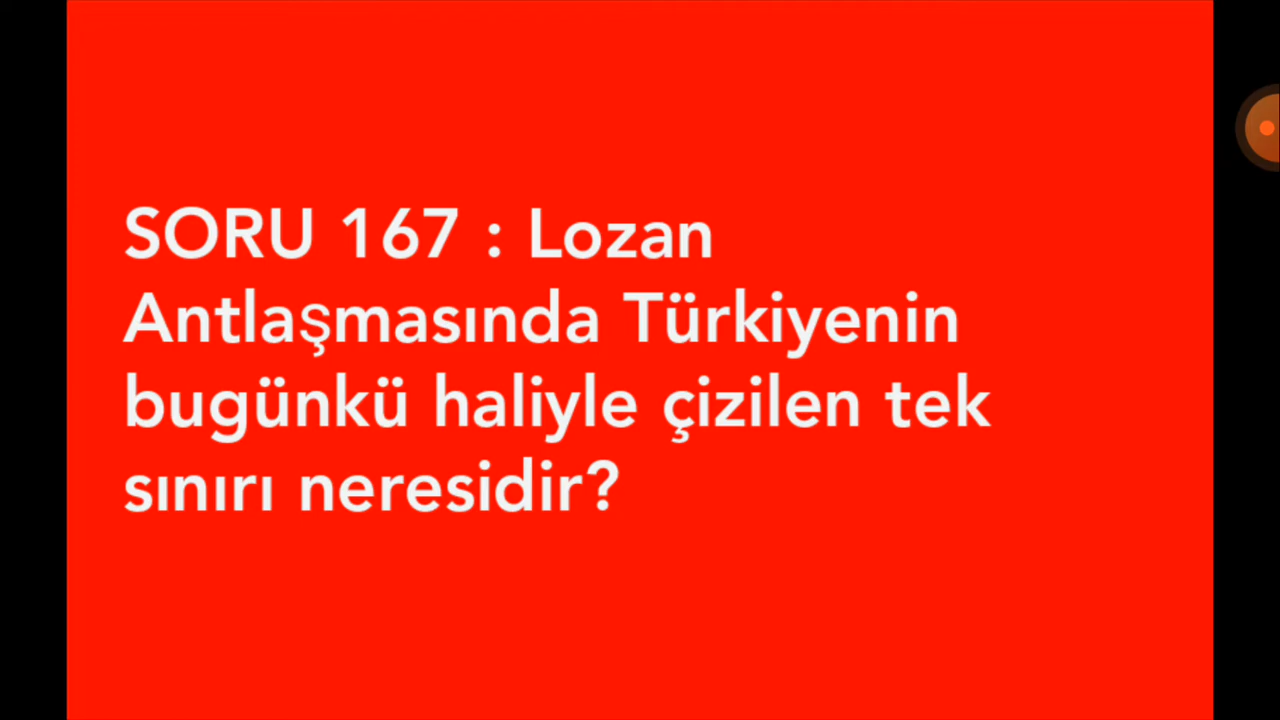 SORU 167 : Lozan
Antlaşmasında Türkiyenin
bugünkü haliyle çizilen tek
sınırı neresidir?